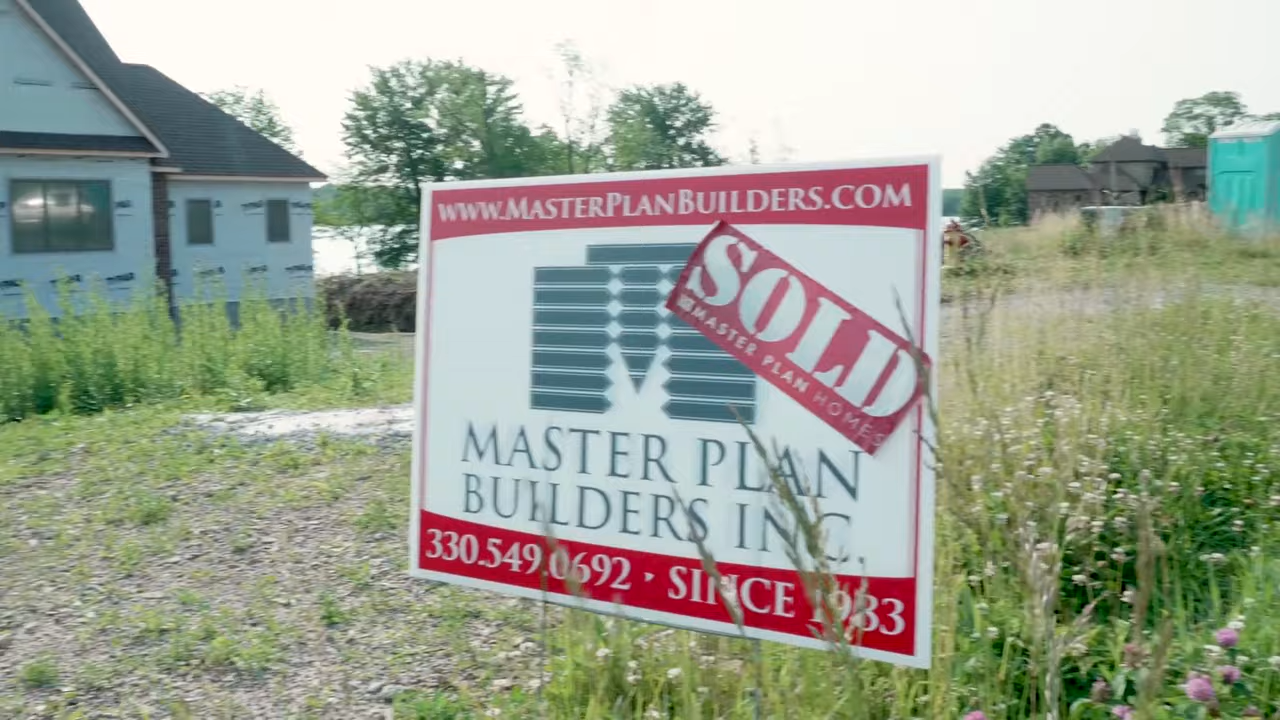 www.MasterPlanBuilders.com
SOLD
MASTER PLAN HOMES
MASTER PLAN
BUILDERS INC.
330.549.0692 · SINCE 1983